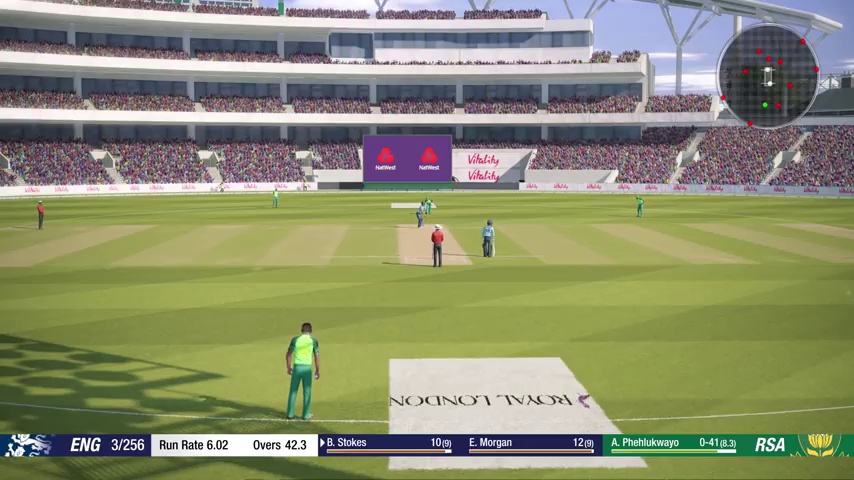 NatWest NatWest
Vitality
Vitality
ROYAL LONDON
ENG 3/256 Run Rate 6.02 Overs 42.3 B. Stokes 10(9) E. Morgan 12(9) A. Phehlukwayo 0-41(8.3) RSA